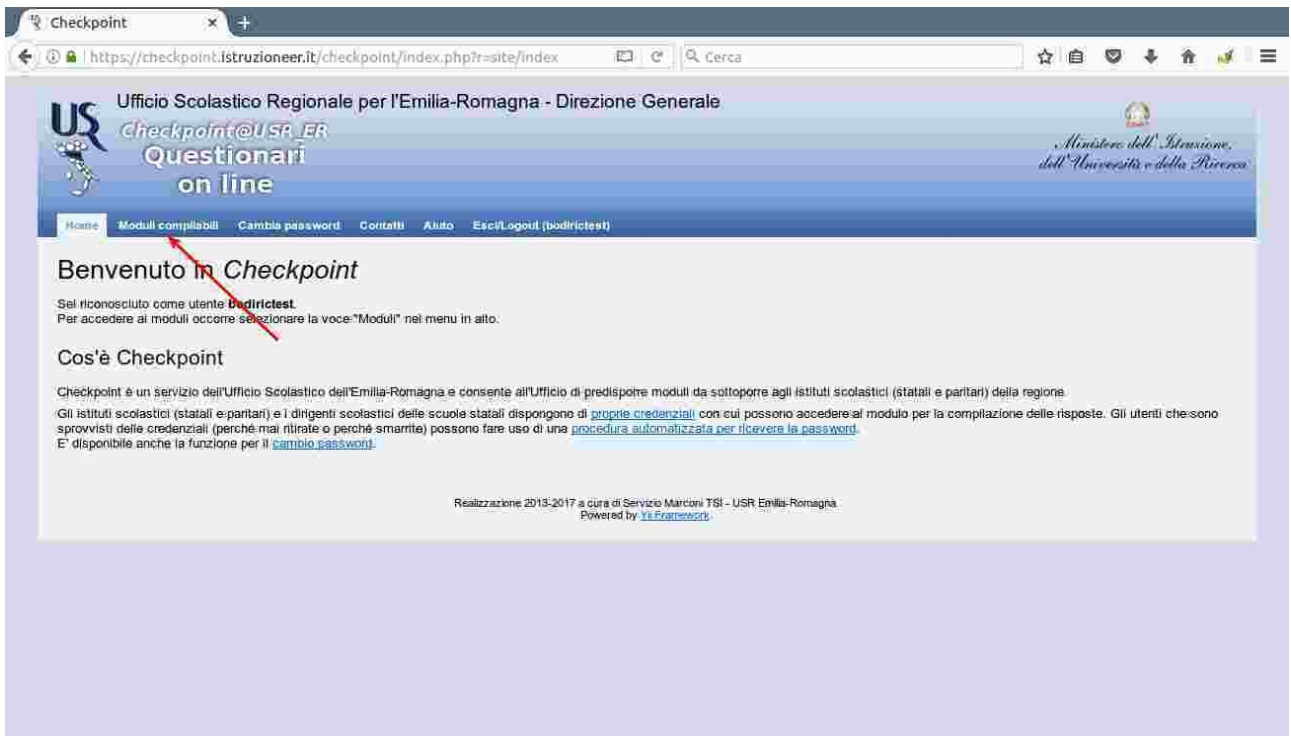 Checkpoint
https://checkpoint.istruzioneer.it/checkpoint/index.php?r=site/index
Cerca
US
Ufficio Scolastico Regionale per l'Emilia-Romagna - Direzione Generale
Checkpoint@USR_ER
Questionari
on line
Ministero dell'Istruzione,
dell'Università e della Ricerca
Home Moduli compilabili Cambia password Contatti Aiuto Esci/Logout (bodirictest)
Benvenuto in Checkpoint
Sei riconosciuto come utente bodirictest.
Per accedere ai moduli occorre selezionare la voce "Moduli" nel menu in alto.
Cos'è Checkpoint
Checkpoint è un servizio dell'Ufficio Scolastico dell'Emilia-Romagna e consente all'Ufficio di predisporre moduli da sottoporre agli istituti scolastici (statali e paritari) della regione.
Gli istituti scolastici (statali e paritari) e i dirigenti scolastici delle scuole statali dispongono di proprie credenziali con cui possono accedere al modulo per la compilazione delle risposte. Gli utenti che sono
sprovvisti delle credenziali (perché mai ritirate o perché smarrite) possono fare uso di una procedura automatizzata per ricevere la password.
E' disponibile anche la funzione per il cambio password.
Realizzazione 2013-2017 a cura di Servizio Marconi TSI - USR Emilia-Romagna
Powered by Yii Framework.